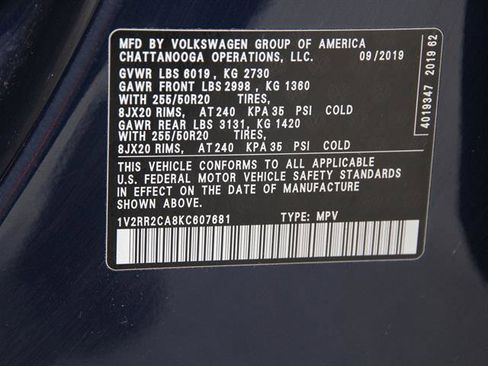 MFD BY VOLKSWAGEN GROUP OF AMERICA
CHATTANOOGA OPERATIONS, LLC. 09/2019
GVWR LBS 6019, KG 2730
GAWR FRONT LBS 2998, KG 1360
WITH 255/50R20 TIRES,
8JX20 RIMS, AT 240 KPA 35 PSI COLD
GAWR REAR LBS 3131, KG 1420
WITH 255/50R20 TIRES,
8JX20 RIMS, AT 240 KPA 35 PSI COLD
THIS VEHICLE CONFORMS TO ALL APPLICABLE
U.S. FEDERAL MOTOR VEHICLE SAFETY STANDARDS
IN EFFECT ON THE DATE OF MANUFACTURE
SHOWN ABOVE.
1V2RR2CA8KC607681 TYPE: MPV
4019347 2019 62